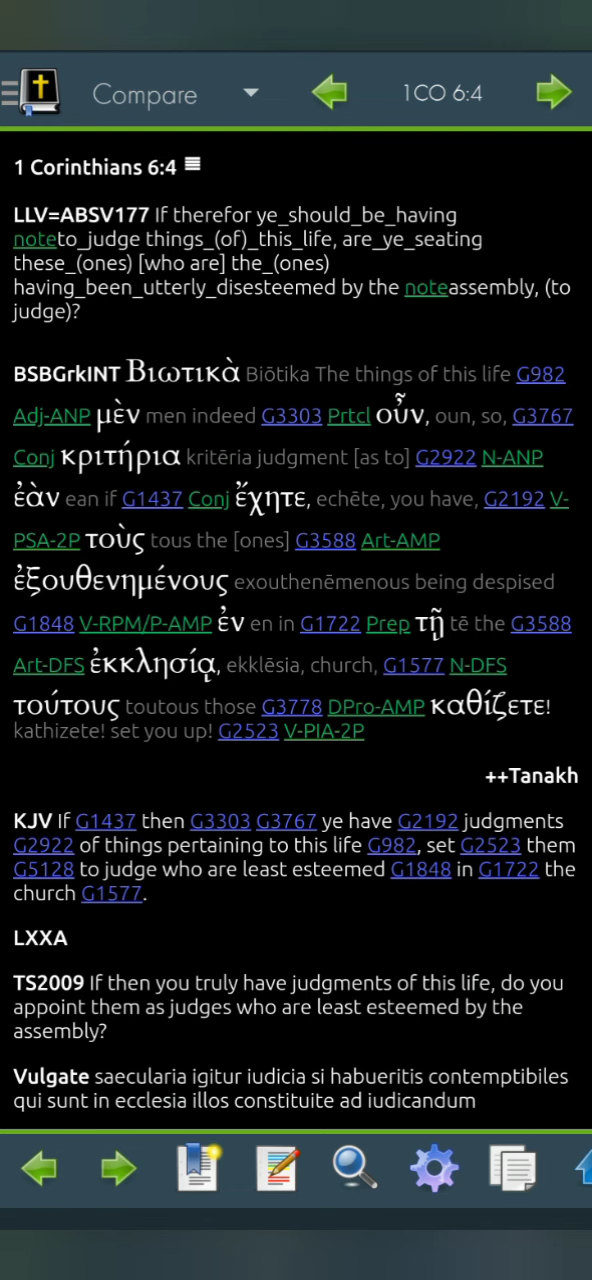 Compare
1CO 6:4
1 Corinthians 6:4
LLV=ABSV177 If therefor ye_should_be_having
noteto_judge things_(of)_this_life, are_ye_seating
these_(ones) [who are] the_(ones)
having_been_utterly_disesteemed by the noteassembly, (to
judge)?
BSBGrkINT Βιωτικὰ Biōtika The things of this life G982
Adj-ANP μὲν men indeed G3303 Prtcl οὖν, oun, so, G3767
Conj κριτήρια kritēria judgment [as to] G2922 N-ANP
ἐὰν ean if G1437 Conj ἔχητε, echēte, you have, G2192 V-
PSA-2P τοὺς tous the [ones] G3588 Art-AMP
ἐξουθενημένους exouthenēmenous being despised
G1848 V-RPM/P-AMP ἐν en in G1722 Prep τῇ tē the G3588
Art-DFS ἐκκλησίᾳ, ekklēsia, church, G1577 N-DFS
τούτους toutous those G3778 DPro-AMP καθίζετε!
kathizete! set you up! G2523 V-PIA-2P
++Tanakh
KJV If G1437 then G3303 G3767 ye have G2192 judgments
G2922 of things pertaining to this life G982, set G2523 them
G5128 to judge who are least esteemed G1848 in G1722 the
church G1577.
LXXA
TS2009 If then you truly have judgments of this life, do you
appoint them as judges who are least esteemed by the
assembly?
Vulgate saecularia igitur iudicia si habueritis contemptibiles
qui sunt in ecclesia illos constituite ad iudicandum